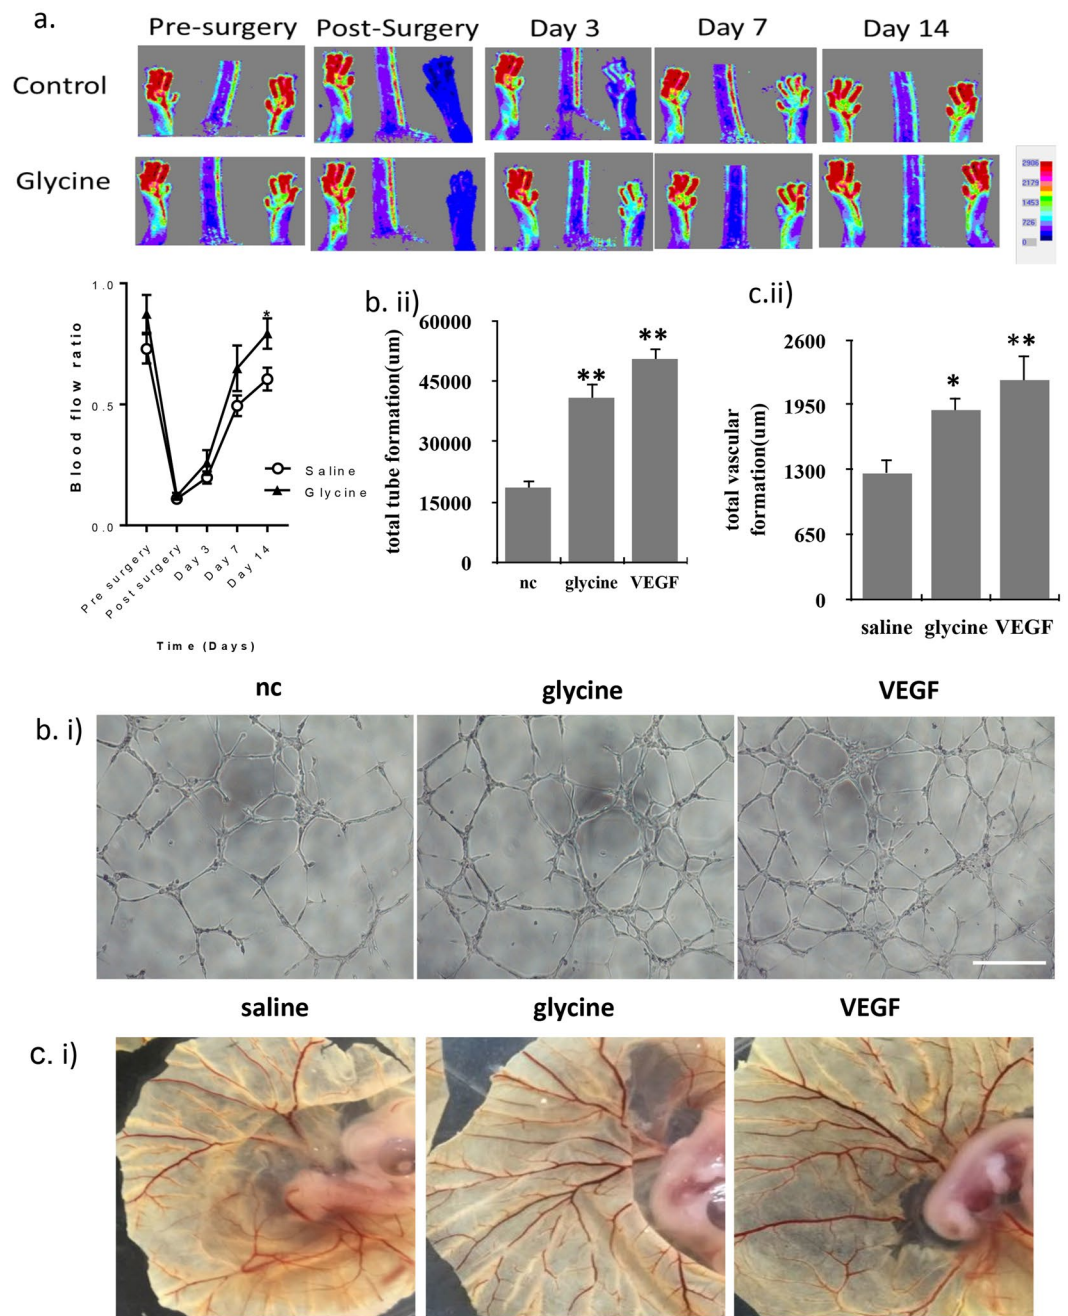 a.
Pre-surgery Post-Surgery Day 3 Day 7 Day 14
Control
Glycine
2906
2179
1453
726
0
1.0
0.5
0.0
Blood flow ratio
*
Saline
Glycine
Pre surgery
Post surgery
Day 3
Day 7
Day 14
Time (Days)
b. ii)
60000
45000
30000
15000
0
total tube formation(um)
**
**
nc glycine VEGF
c.ii)
2600
1950
1300
650
0
total vascular
formation(um)
*
**
saline glycine VEGF
nc glycine VEGF
b. i)
saline glycine VEGF
c. i)